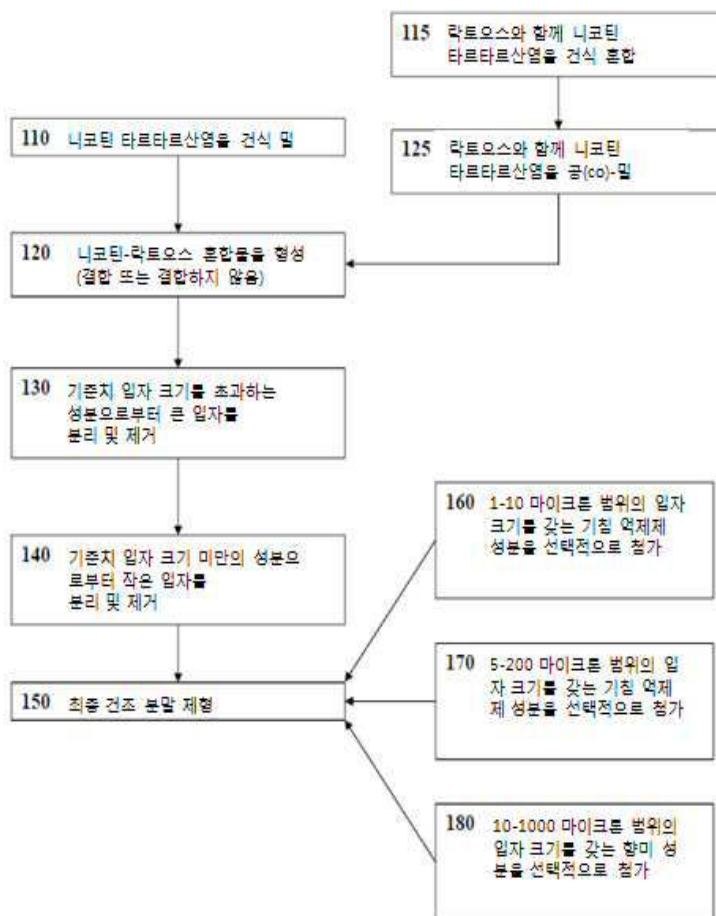 115 락토오스와 함께 니코틴
타르타르산염을 건식 혼합
110 니코틴 타르타르산염을 건식 밀
125 락토오스와 함께 니코틴
타르타르산염을 공(co)-밀
120 니코틴-락토오스 혼합물을 형성
(결합 또는 결합하지 않음)
130 기준치 입자 크기를 초과하는
성분으로부터 큰 입자를
분리 및 제거
140 기준치 입자 크기 미만의 성분으
로부터 작은 입자를
분리 및 제거
150 최종 건조 분말 제형
160 1-10 마이크론 범위의 입자
크기를 갖는 기침 억제제
성분을 선택적으로 첨가
170 5-200 마이크론 범위의 입
자 크기를 갖는 기침 억제
제 성분을 선택적으로 첨가
180 10-1000 마이크론 범위의
입자 크기를 갖는 향미 성
분을 선택적으로 첨가